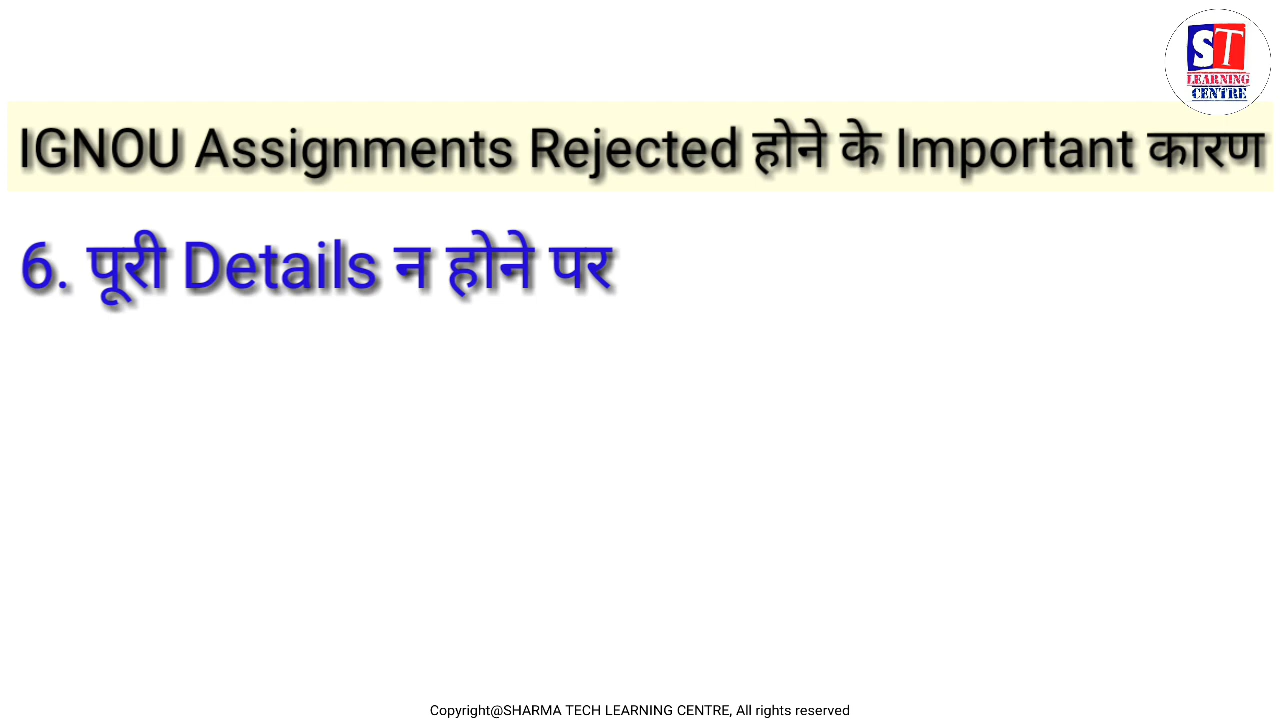 ST
LEARNING
CENTRE
IGNOU Assignments Rejected होने के Important कारण
6. पूरी Details न होने पर
Copyright@SHARMA TECH LEARNING CENTRE, All rights reserved